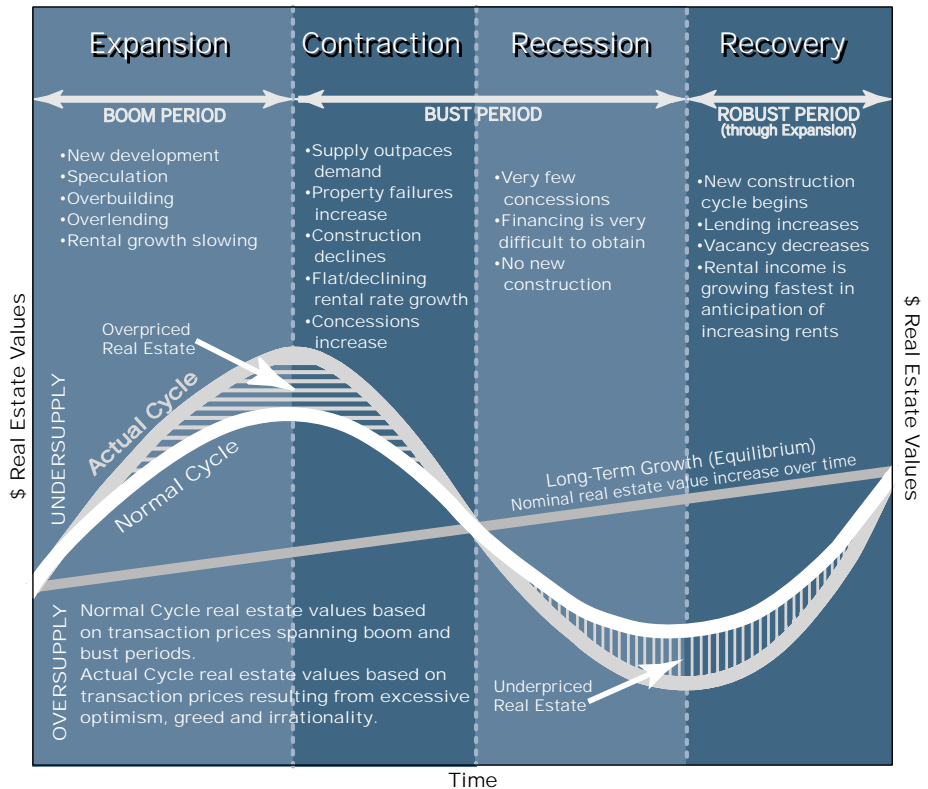 Expansion
Contraction
Recession
Recovery
BOOM PERIOD
BUST PERIOD
ROBUST PERIOD
(through Expansion)
•New development
•Speculation
•Overbuilding
•Overlending
•Rental growth slowing
•Supply outpaces
demand
•Property failures
increase
•Construction
declines
•Flat/declining
rental rate growth
•Concessions
increase
•Very few
concessions
•Financing is very
difficult to obtain
•No new
construction
•New construction
cycle begins
•Lending increases
•Vacancy decreases
•Rental income is
growing fastest in
anticipation of
increasing rents
$ Real Estate Values
$ Real Estate Values
UNDERSUPPLY
Overpriced
Real Estate
Actual Cycle
Normal Cycle
Long-Term Growth (Equilibrium)
Nominal real estate value increase over time
OVERSUPPLY
Normal Cycle real estate values based
on transaction prices spanning boom and
bust periods.
Actual Cycle real estate values based on
transaction prices resulting from excessive
optimism, greed and irrationality.
Underpriced
Real Estate
Time